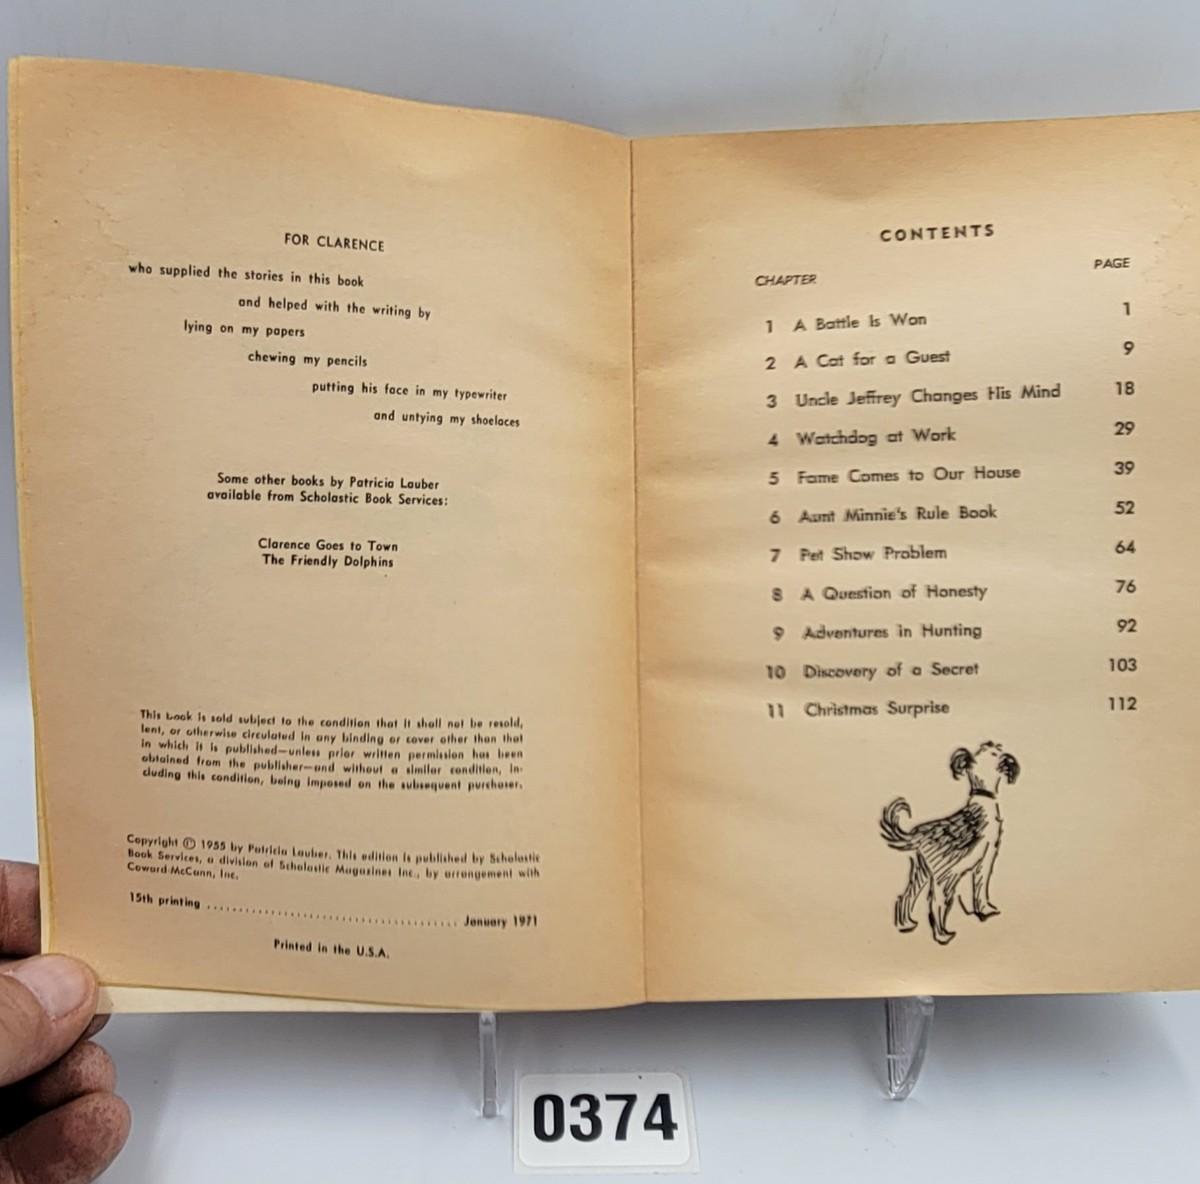 FOR CLARENCE
who supplied the stories in this book
and helped with the writing by
lying on my papers
chewing my pencils
putting his face in my typewriter
and untying my shoelaces
Some other books by Patricia Lauber
available from Scholastic Book Services:
Clarence Goes to Town
The Friendly Dolphins
This book is sold subject to the condition that it shall not be resold,
lent, or otherwise circulated in any binding or cover other than that
in which it is published—unless prior written permission has been
obtained from the publisher—and without a similar condition, in-
cluding this condition, being imposed on the subsequent purchaser.
Copyright © 1955 by Patricia Lauber. This edition is published by Scholastic
Book Services, a division of Scholastic Magazines Inc., by arrangement with
Coward-McCann, Inc.
15th printing ........................................ January 1971
Printed in the U.S.A.
CONTENTS
CHAPTER PAGE
1 A Battle Is Won 1
2 A Cat for a Guest 9
3 Uncle Jeffrey Changes His Mind 18
4 Watchdog at Work 29
5 Fame Comes to Our House 39
6 Aunt Minnie's Rule Book 52
7 Pet Show Problem 64
8 A Question of Honesty 76
9 Adventures in Hunting 92
10 Discovery of a Secret 103
11 Christmas Surprise 112
0374